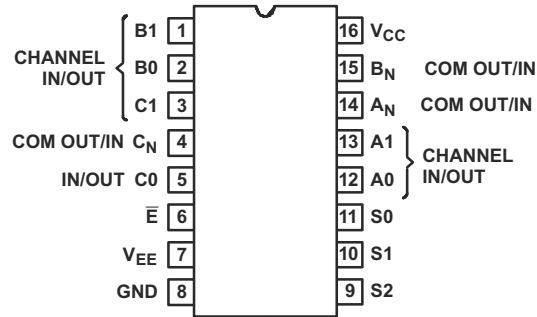 B1 1 16 VCC
CHANNEL IN/OUT B0 2 15 BN COM OUT/IN
C1 3 14 AN COM OUT/IN
COM OUT/IN CN 4 13 A1
IN/OUT C0 5 12 A0 CHANNEL IN/OUT
E̅ 6 11 S0
VEE 7 10 S1
GND 8 9 S2